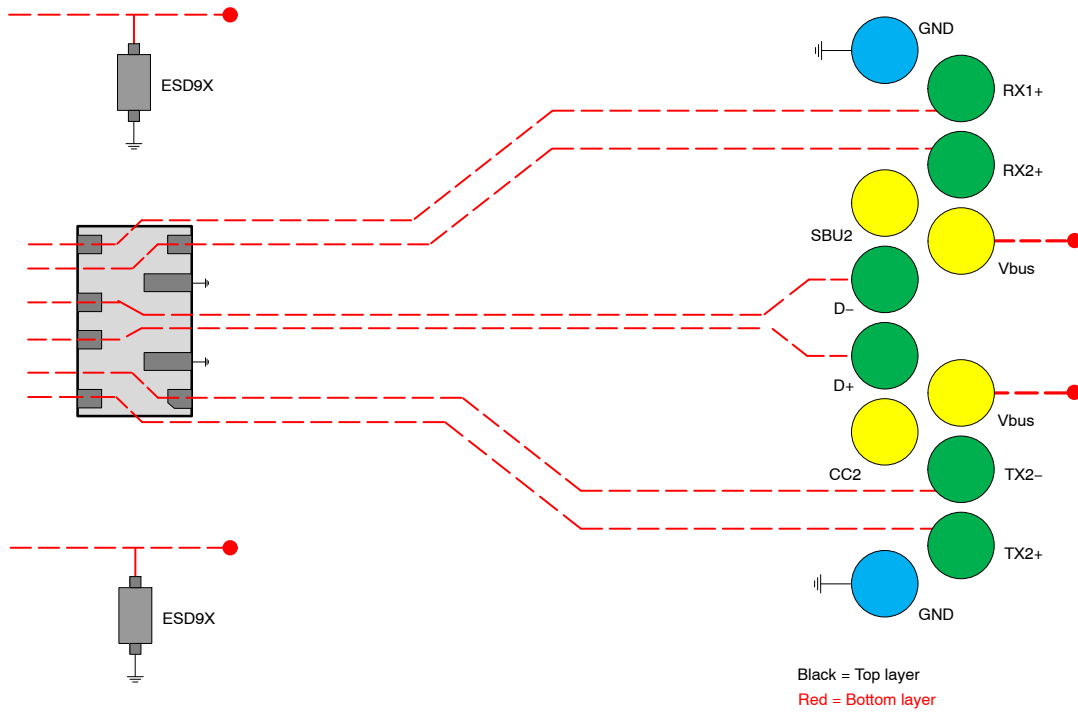 GND
ESD9X
RX1+
RX2+
SBU2
Vbus
D−
D+
Vbus
CC2
TX2−
TX2+
ESD9X
GND
Black = Top layer
Red = Bottom layer